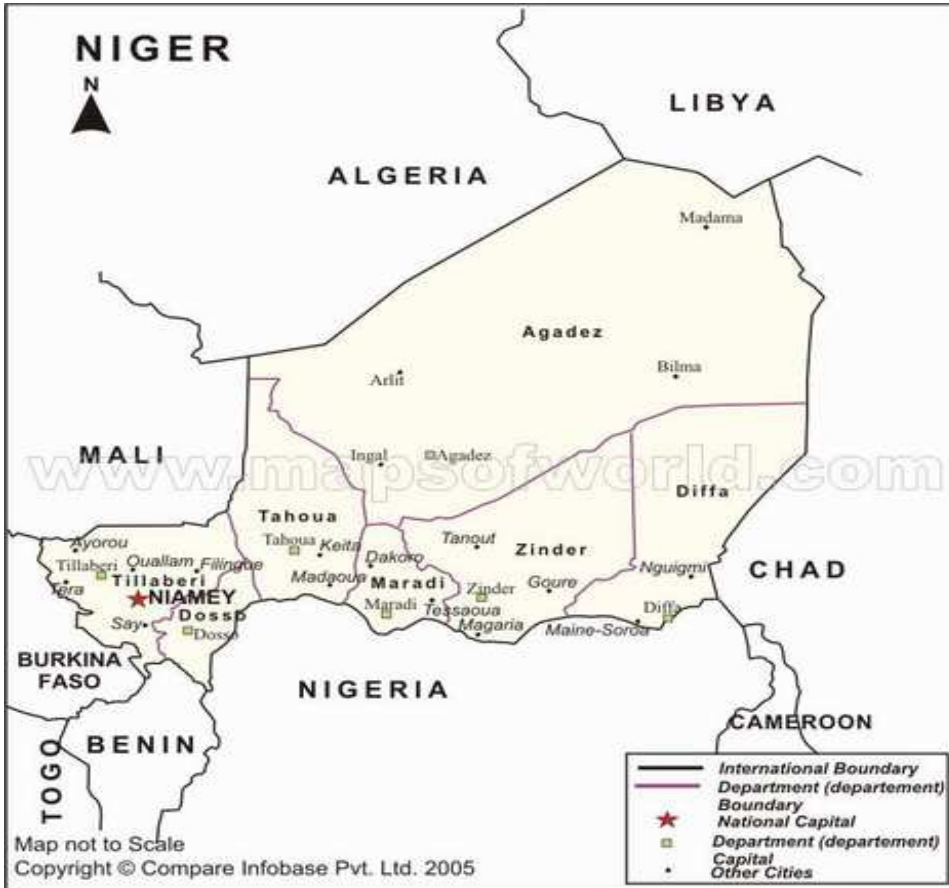 NIGER
N
LIBYA
ALGERIA
Madama
Agadez
Arlit
Bilma
MALI
Ingal
Agadez
www.mapsofworld.com
Diffa
Tahoua
Tahoua
Keita
Tanout
Zinder
Ayorou
Tillaberi
Quallam
Filingue
Dakoro
Nguigmi
CHAD
Tera
Tillaberi
Madaoua
Maradi
Zinder
Goure
NIAMEY
Maradi
Tessaoua
Diffa
Say
Dosso
Dosso
Magaria
Maine-Soroa
BURKINA
FASO
NIGERIA
TOGO
BENIN
CAMEROON
International Boundary
Department (departement)
Boundary
National Capital
Department (departement)
Capital
Other Cities
Map not to Scale
Copyright © Compare Infobase Pvt. Ltd. 2005